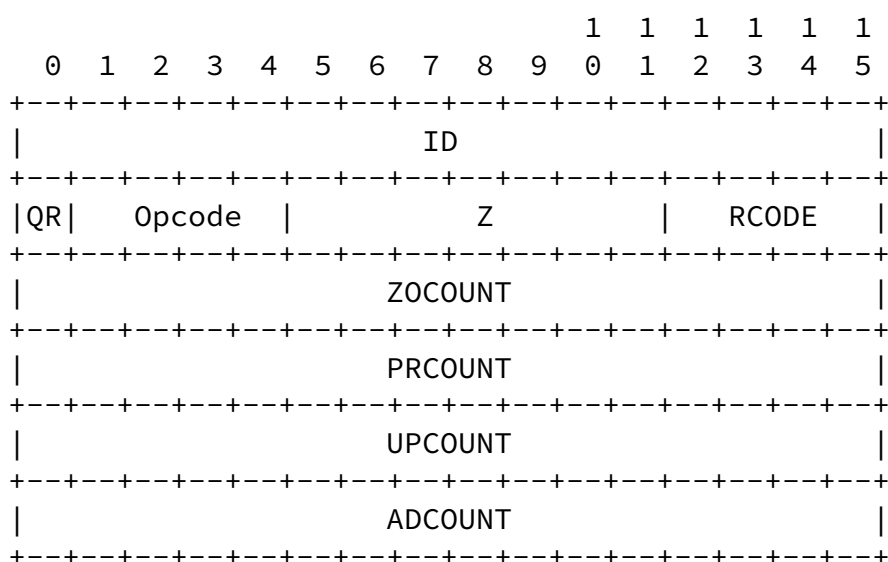 1  1  1  1  1  1
  0  1  2  3  4  5  6  7  8  9  0  1  2  3  4  5
+--+--+--+--+--+--+--+--+--+--+--+--+--+--+--+--+
|                      ID                       |
+--+--+--+--+--+--+--+--+--+--+--+--+--+--+--+--+
|QR|   Opcode  |          Z         |   RCODE   |
+--+--+--+--+--+--+--+--+--+--+--+--+--+--+--+--+
|                    ZOCOUNT                    |
+--+--+--+--+--+--+--+--+--+--+--+--+--+--+--+--+
|                    PRCOUNT                    |
+--+--+--+--+--+--+--+--+--+--+--+--+--+--+--+--+
|                    UPCOUNT                    |
+--+--+--+--+--+--+--+--+--+--+--+--+--+--+--+--+
|                    ADCOUNT                    |
+--+--+--+--+--+--+--+--+--+--+--+--+--+--+--+--+